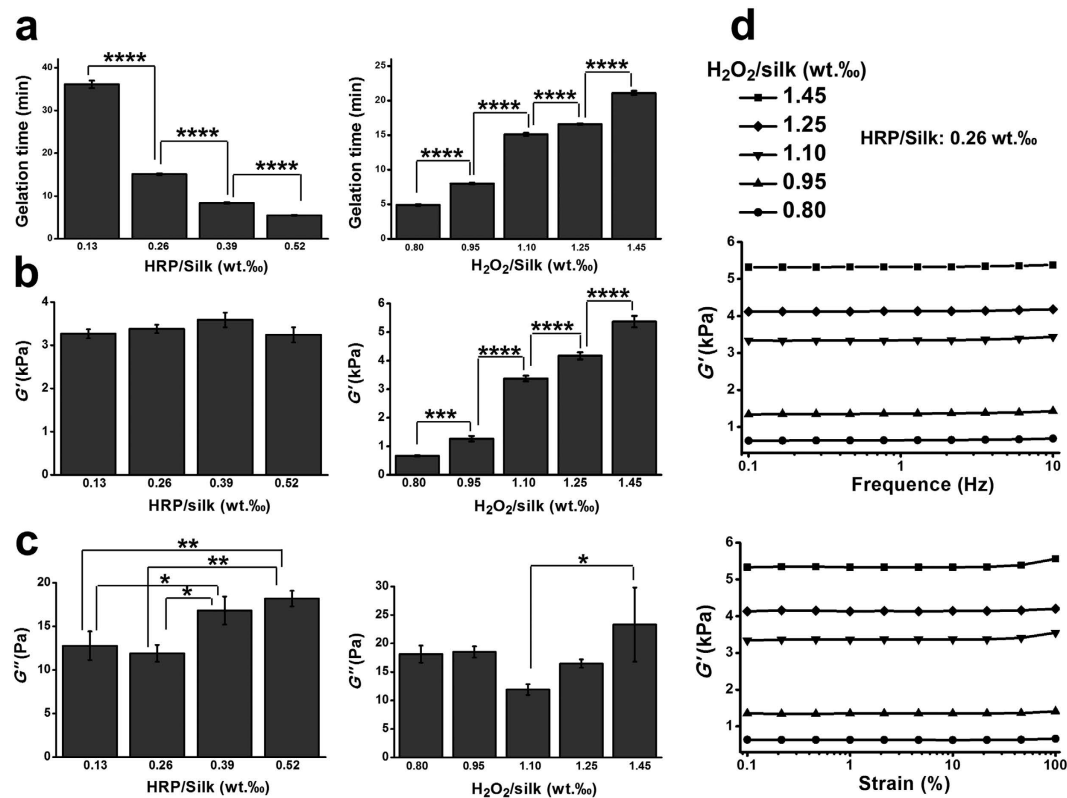 a
****
****
****
Gelation time (min)
40
30
20
10
0
0.13 0.26 0.39 0.52
HRP/Silk (wt.‰)
****
****
****
****
Gelation time (min)
25
20
15
10
5
0
0.80 0.95 1.10 1.25 1.45
H₂O₂/Silk (wt.‰)
b
G′(kPa)
4
3
2
1
0
0.13 0.26 0.39 0.52
HRP/silk (wt.‰)
***
****
****
****
G′(kPa)
6
5
4
3
2
1
0
0.80 0.95 1.10 1.25 1.45
H₂O₂/silk (wt.‰)
c
**
**
*
*
G″(Pa)
20
15
10
5
0
0.13 0.26 0.39 0.52
HRP/Silk (wt.‰)
*
G″(Pa)
30
25
20
15
10
5
0
0.80 0.95 1.10 1.25 1.45
H₂O₂/silk (wt.‰)
d
H₂O₂/silk (wt.‰)
1.45
1.25
1.10
0.95
0.80
HRP/Silk: 0.26 wt.‰
G′(kPa)
6
5
4
3
2
1
0.1 1 10
Frequence (Hz)
G′(kPa)
6
5
4
3
2
1
0.1 1 10 100
Strain (%)